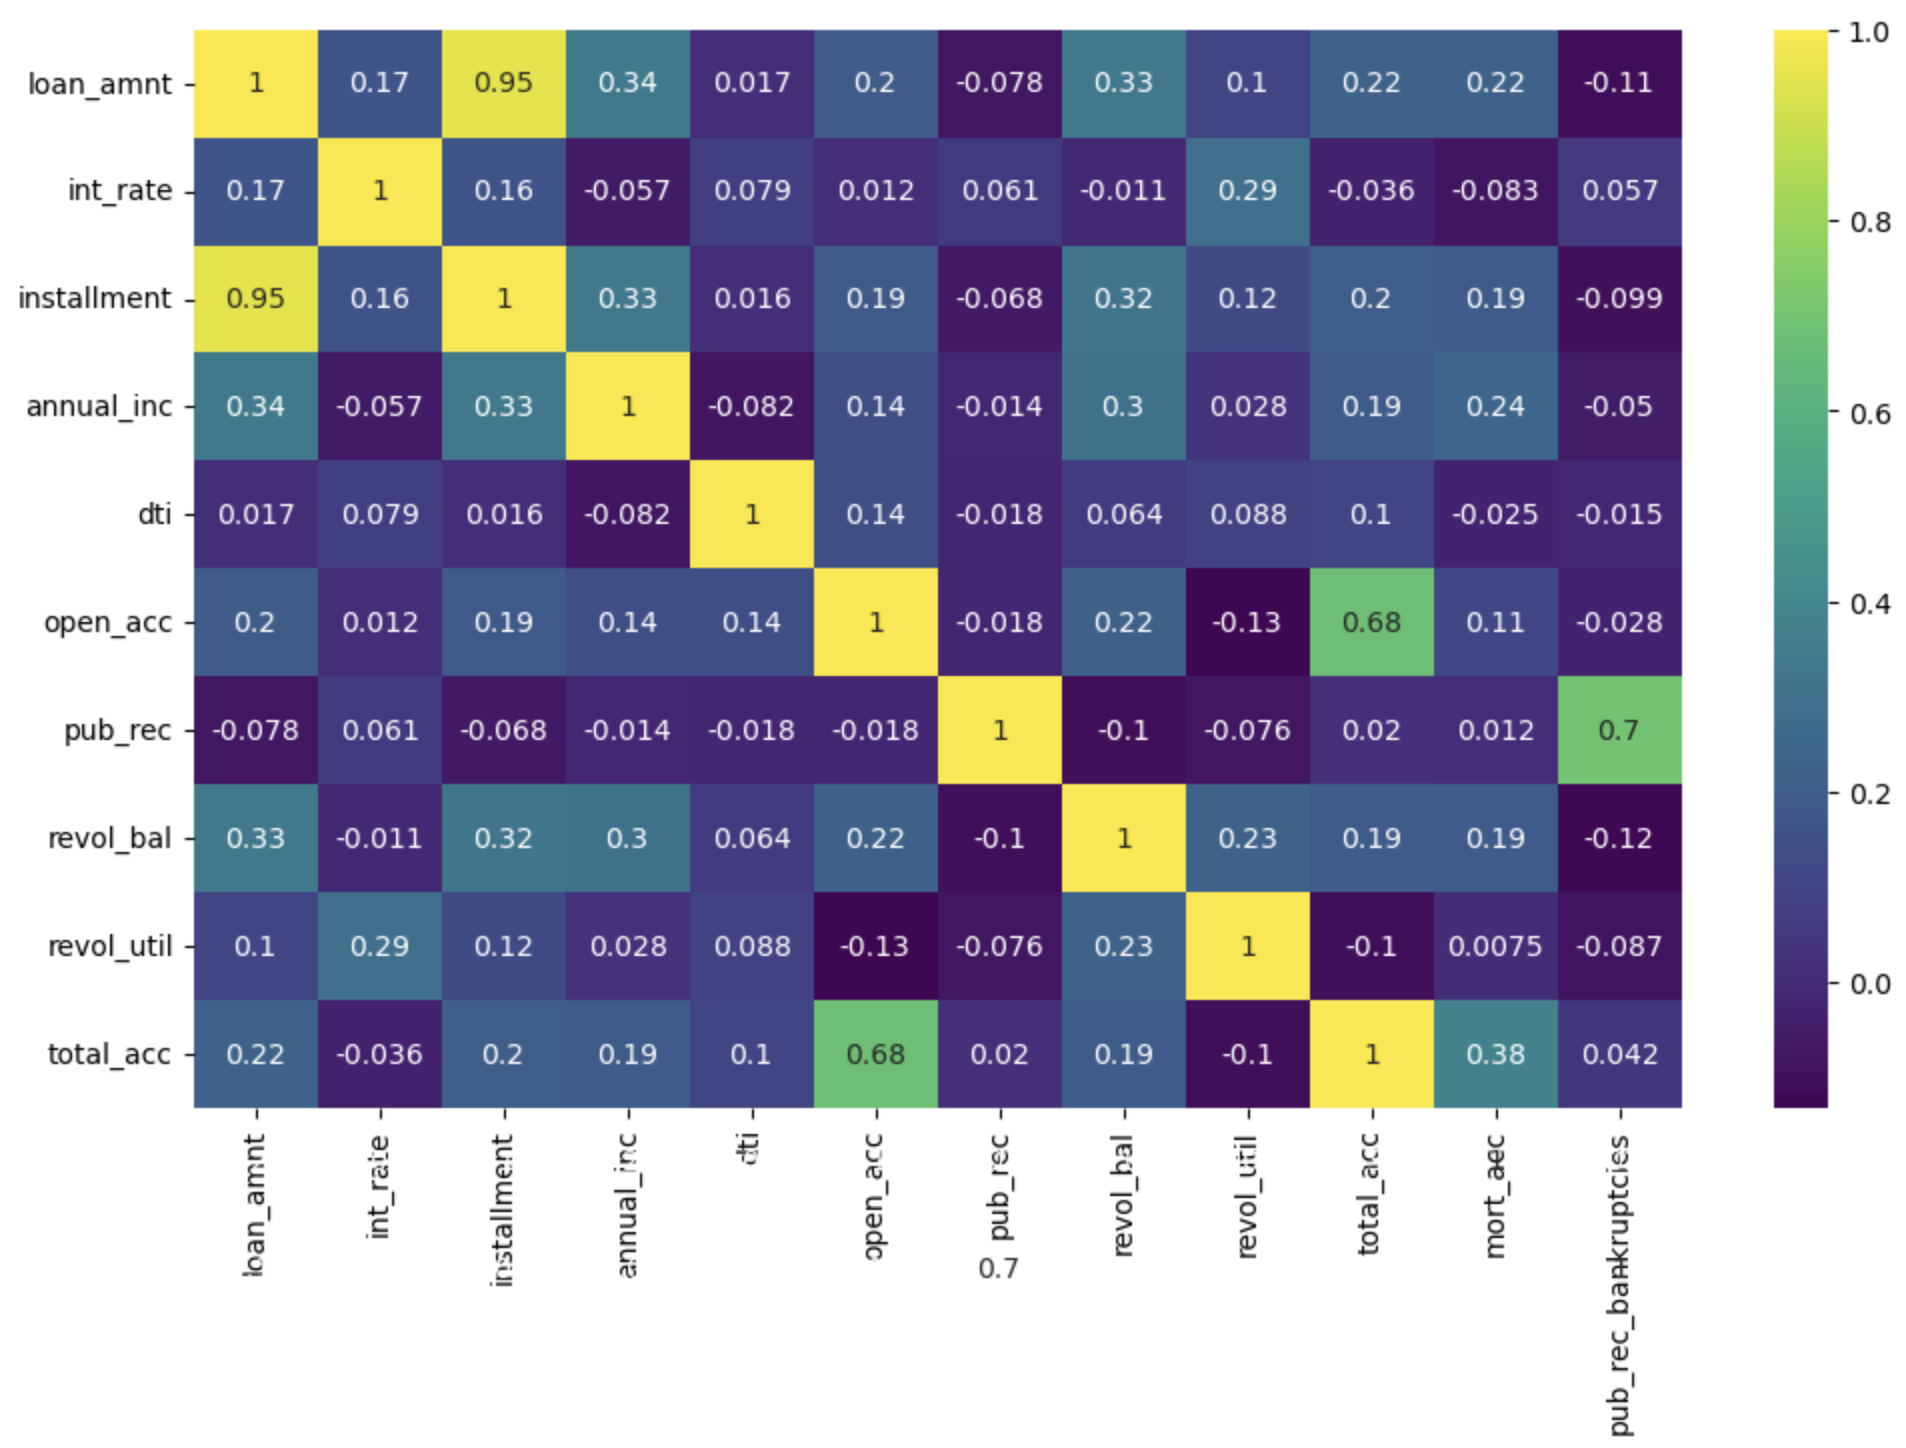 loan_amnt 1 0.17 0.95 0.34 0.017 0.2 -0.078 0.33 0.1 0.22 0.22 -0.11
int_rate 0.17 1 0.16 -0.057 0.079 0.012 0.061 -0.011 0.29 -0.036 -0.083 0.057
installment 0.95 0.16 1 0.33 0.016 0.19 -0.068 0.32 0.12 0.2 0.19 -0.099
annual_inc 0.34 -0.057 0.33 1 -0.082 0.14 -0.014 0.3 0.028 0.19 0.24 -0.05
dti 0.017 0.079 0.016 -0.082 1 0.14 -0.018 0.064 0.088 0.1 -0.025 -0.015
open_acc 0.2 0.012 0.19 0.14 0.14 1 -0.018 0.22 -0.13 0.68 0.11 -0.028
pub_rec -0.078 0.061 -0.068 -0.014 -0.018 -0.018 1 -0.1 -0.076 0.02 0.012 0.7
revol_bal 0.33 -0.011 0.32 0.3 0.064 0.22 -0.1 1 0.23 0.19 0.19 -0.12
revol_util 0.1 0.29 0.12 0.028 0.088 -0.13 -0.076 0.23 1 -0.1 0.0075 -0.087
total_acc 0.22 -0.036 0.2 0.19 0.1 0.68 0.02 0.19 -0.1 1 0.38 0.042
loan_amnt int_rate installment annual_inc dti open_acc pub_rec revol_bal revol_util total_acc mort_acc pub_rec_bankruptcies
0.7
1.0
0.8
0.6
0.4
0.2
0.0